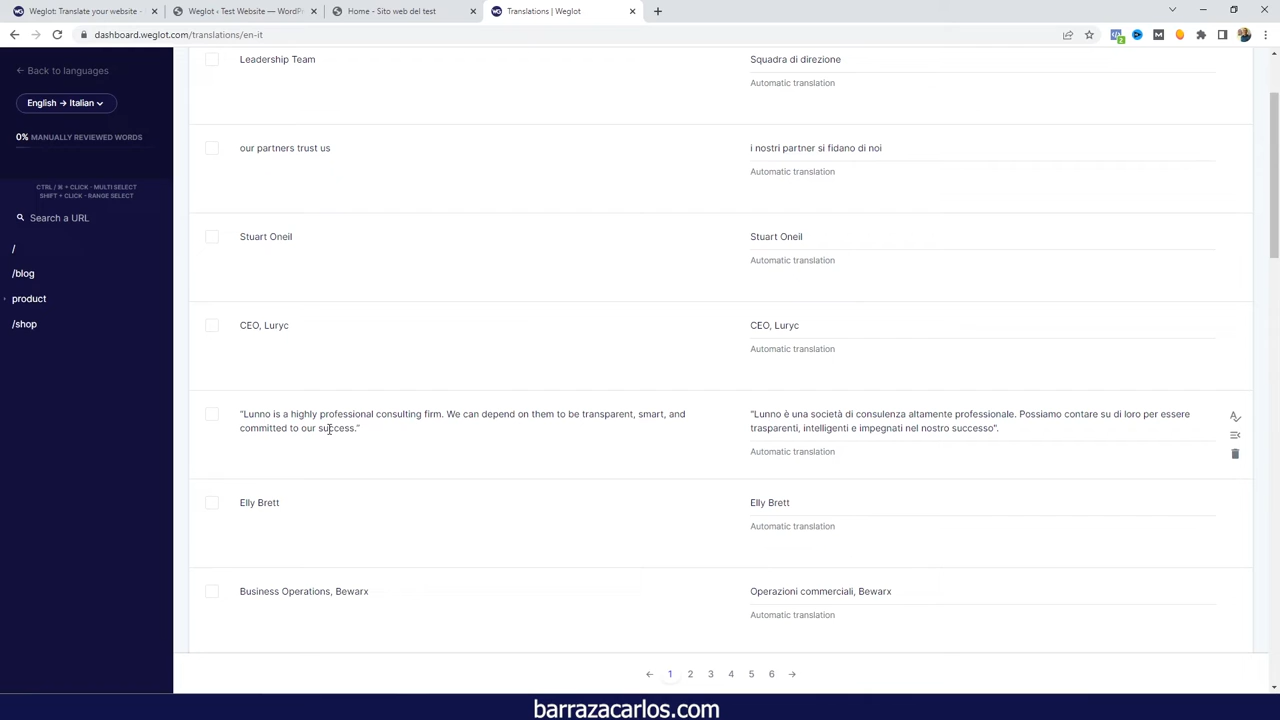 Weglot: Translate your website -
Weglot ‹ Test Website — WordPr
Home - Sito web del test
Translations | Weglot
dashboard.weglot.com/translations/en-it
2
← Back to languages
English → Italian
0% MANUALLY REVIEWED WORDS
CTRL / ⌘ + CLICK - MULTI SELECT
SHIFT + CLICK - RANGE SELECT
Search a URL
/
/blog
product
/shop
Leadership Team
Squadra di direzione
Automatic translation
our partners trust us
i nostri partner si fidano di noi
Automatic translation
Stuart Oneil
Stuart Oneil
Automatic translation
CEO, Luryc
CEO, Luryc
Automatic translation
“Lunno is a highly professional consulting firm. We can depend on them to be transparent, smart, and
committed to our success.”
"Lunno è una società di consulenza altamente professionale. Possiamo contare su di loro per essere
trasparenti, intelligenti e impegnati nel nostro successo".
Automatic translation
Elly Brett
Elly Brett
Automatic translation
Business Operations, Bewarx
Operazioni commerciali, Bewarx
Automatic translation
← 1 2 3 4 5 6 →
barrazacarlos.com